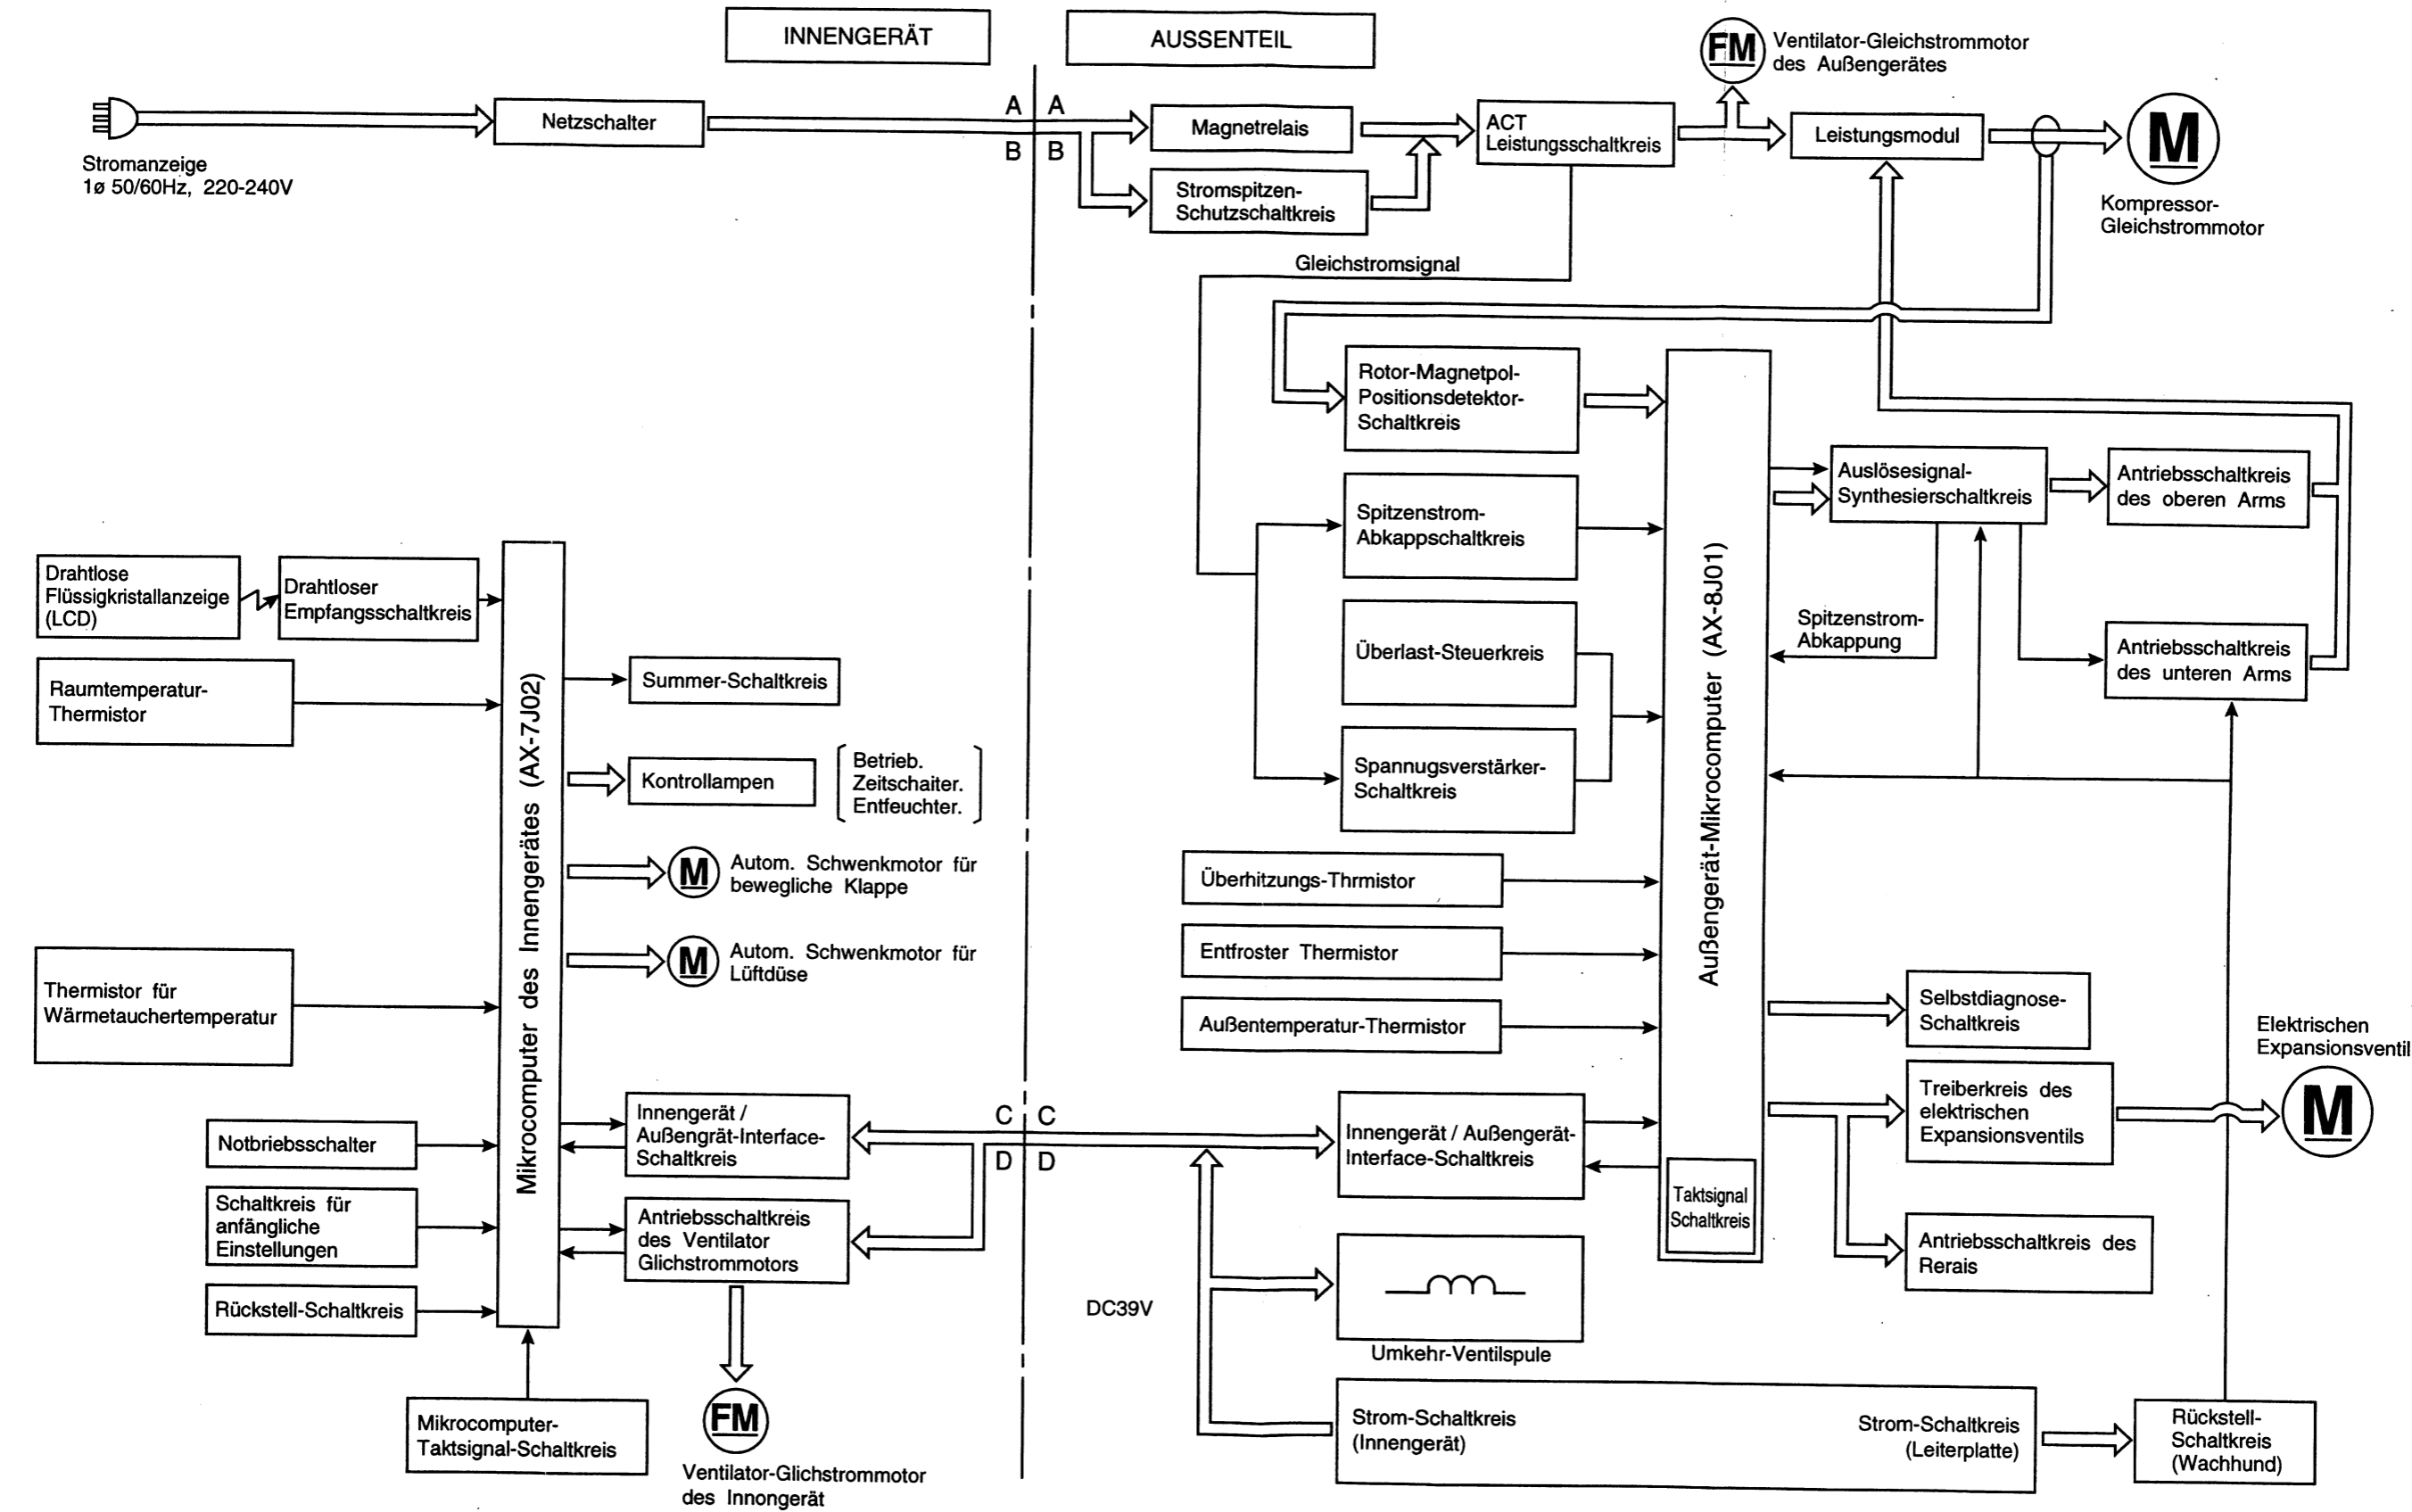 INNENGERÄT
AUSSENTEIL
FM
Ventilator-Gleichstrommotor
des Außengerätes
Stromanzeige
1ø 50/60Hz, 220-240V
Netzschalter
A
A
B
B
Magnetrelais
Stromspitzen-
Schutzschaltkreis
ACT
Leistungsschaltkreis
Leistungsmodul
M
Kompressor-
Gleichstrommotor
Gleichstromsignal
Rotor-Magnetpol-
Positionsdetektor-
Schaltkreis
Spitzenstrom-
Abkappschaltkreis
Überlast-Steuerkreis
Spannugsverstärker-
Schaltkreis
Überhitzungs-Thrmistor
Entfroster Thermistor
Außentemperatur-Thermistor
Außengerät-Mikrocomputer (AX-8J01)
Taktsignal
Schaltkreis
Auslösesignal-
Synthesierschaltkreis
Antriebsschaltkreis
des oberen Arms
Spitzenstrom-
Abkappung
Antriebsschaltkreis
des unteren Arms
Selbstdiagnose-
Schaltkreis
Treiberkreis des
elektrischen
Expansionsventils
Elektrischen
Expansionsventil
M
Antriebsschaltkreis des
Rerais
Drahtlose
Flüssigkristallanzeige
(LCD)
Drahtloser
Empfangsschaltkreis
Raumtemperatur-
Thermistor
Thermistor für
Wärmetauchertemperatur
Notbriebsschalter
Schaltkreis für
anfängliche
Einstellungen
Rückstell-Schaltkreis
Mikrocomputer-
Taktsignal-Schaltkreis
Mikrocomputer des Innengerätes (AX-7J02)
Summer-Schaltkreis
Kontrollampen
Betrieb.
Zeitschaiter.
Entfeuchter.
M
Autom. Schwenkmotor für
bewegliche Klappe
M
Autom. Schwenkmotor für
Lüftdüse
Innengerät /
Außengrät-Interface-
Schaltkreis
Antriebsschaltkreis
des Ventilator
Glichstrommotors
FM
Ventilator-Glichstrommotor
des Innongerät
C
C
D
D
Innengerät / Außengerät-
Interface-Schaltkreis
DC39V
Umkehr-Ventilspule
Strom-Schaltkreis
(Innengerät)
Strom-Schaltkreis
(Leiterplatte)
Rückstell-
Schaltkreis
(Wachhund)